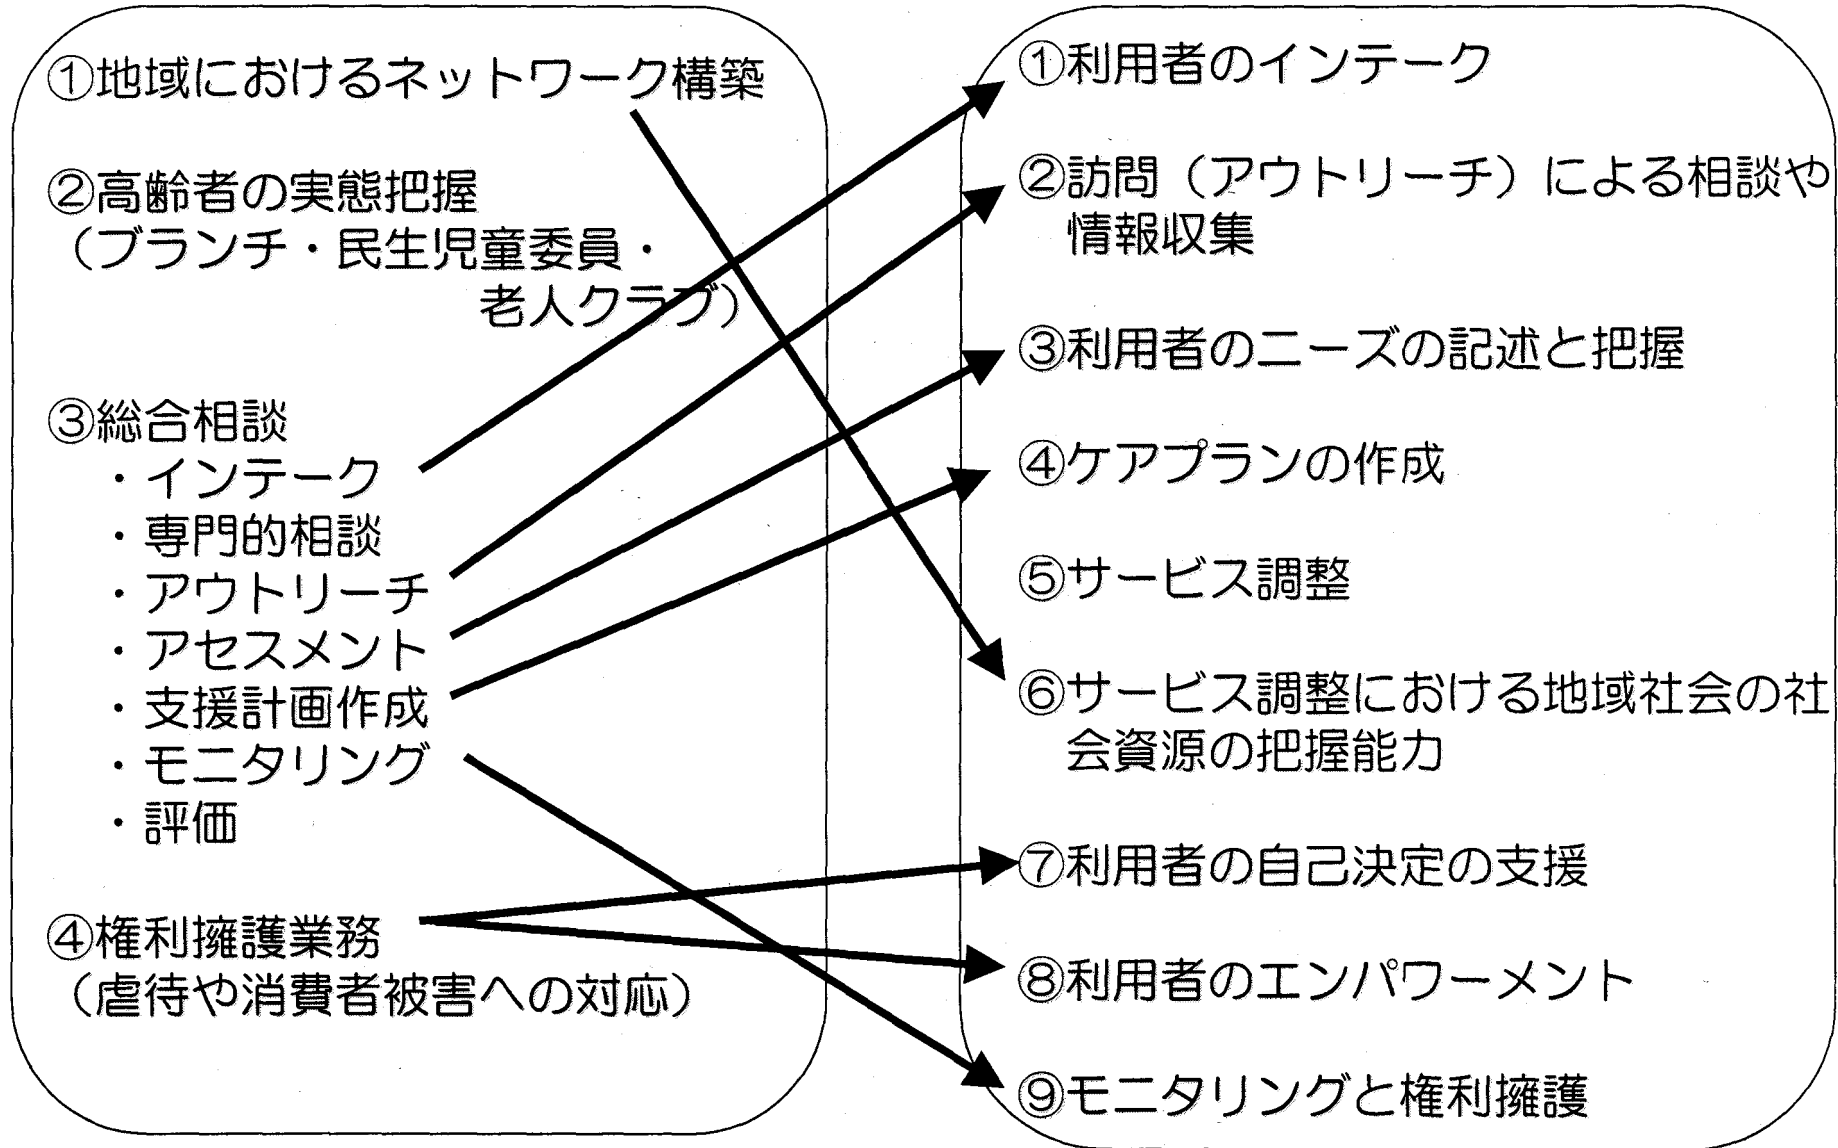 ①地域におけるネットワーク構築
②高齢者の実態把握
（ブランチ・民生児童委員・
老人クラブ）
③総合相談
・インテーク
・専門的相談
・アウトリーチ
・アセスメント
・支援計画作成
・モニタリング
・評価
④権利擁護業務
（虐待や消費者被害への対応）
①利用者のインテーク
②訪問（アウトリーチ）による相談や
情報収集
③利用者のニーズの記述と把握
④ケアプランの作成
⑤サービス調整
⑥サービス調整における地域社会の社
会資源の把握能力
⑦利用者の自己決定の支援
⑧利用者のエンパワーメント
⑨モニタリングと権利擁護